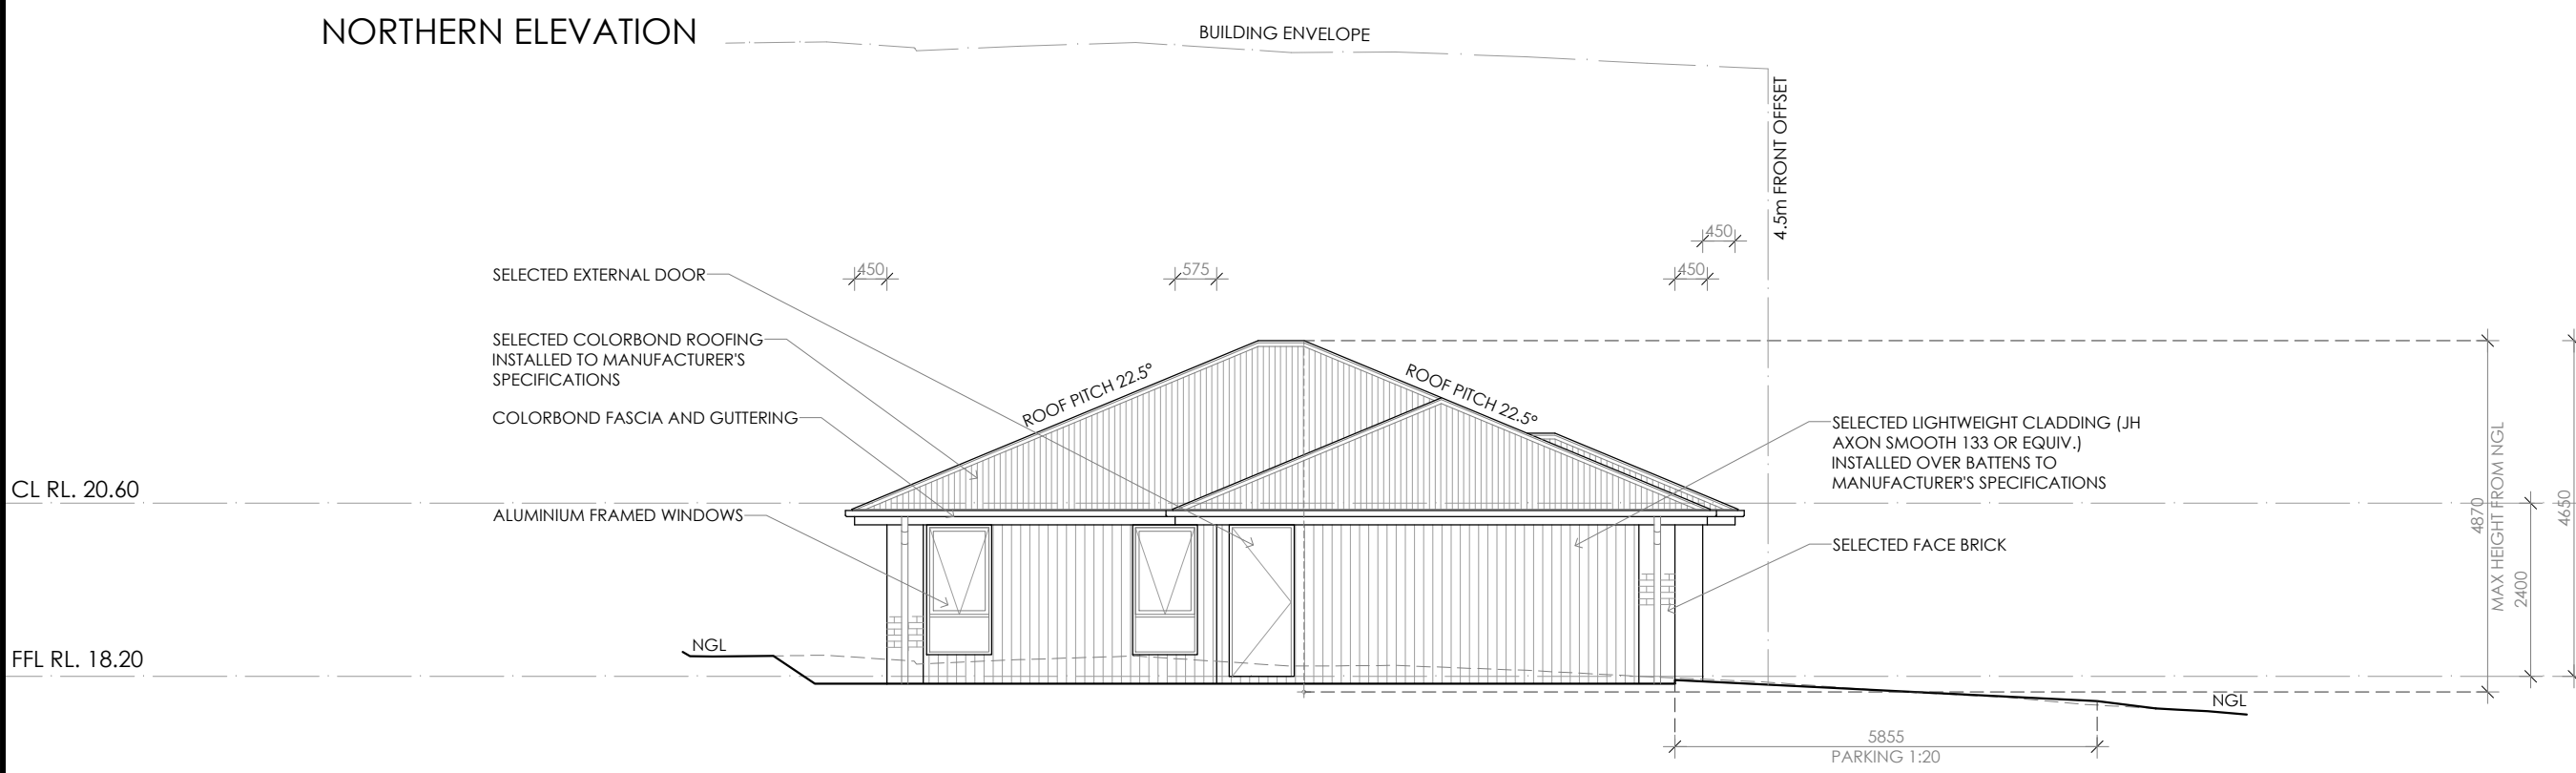 NORTHERN ELEVATION
BUILDING ENVELOPE
4.5m FRONT OFFSET
450
450
575
450
SELECTED EXTERNAL DOOR
SELECTED COLORBOND ROOFING
INSTALLED TO MANUFACTURER'S
SPECIFICATIONS
COLORBOND FASCIA AND GUTTERING
ALUMINIUM FRAMED WINDOWS
ROOF PITCH 22.5°
ROOF PITCH 22.5°
SELECTED LIGHTWEIGHT CLADDING (JH
AXON SMOOTH 133 OR EQUIV.)
INSTALLED OVER BATTENS TO
MANUFACTURER'S SPECIFICATIONS
SELECTED FACE BRICK
CL RL. 20.60
FFL RL. 18.20
NGL
NGL
4870
MAX HEIGHT FROM NGL
2400
4650
5855
PARKING 1:20